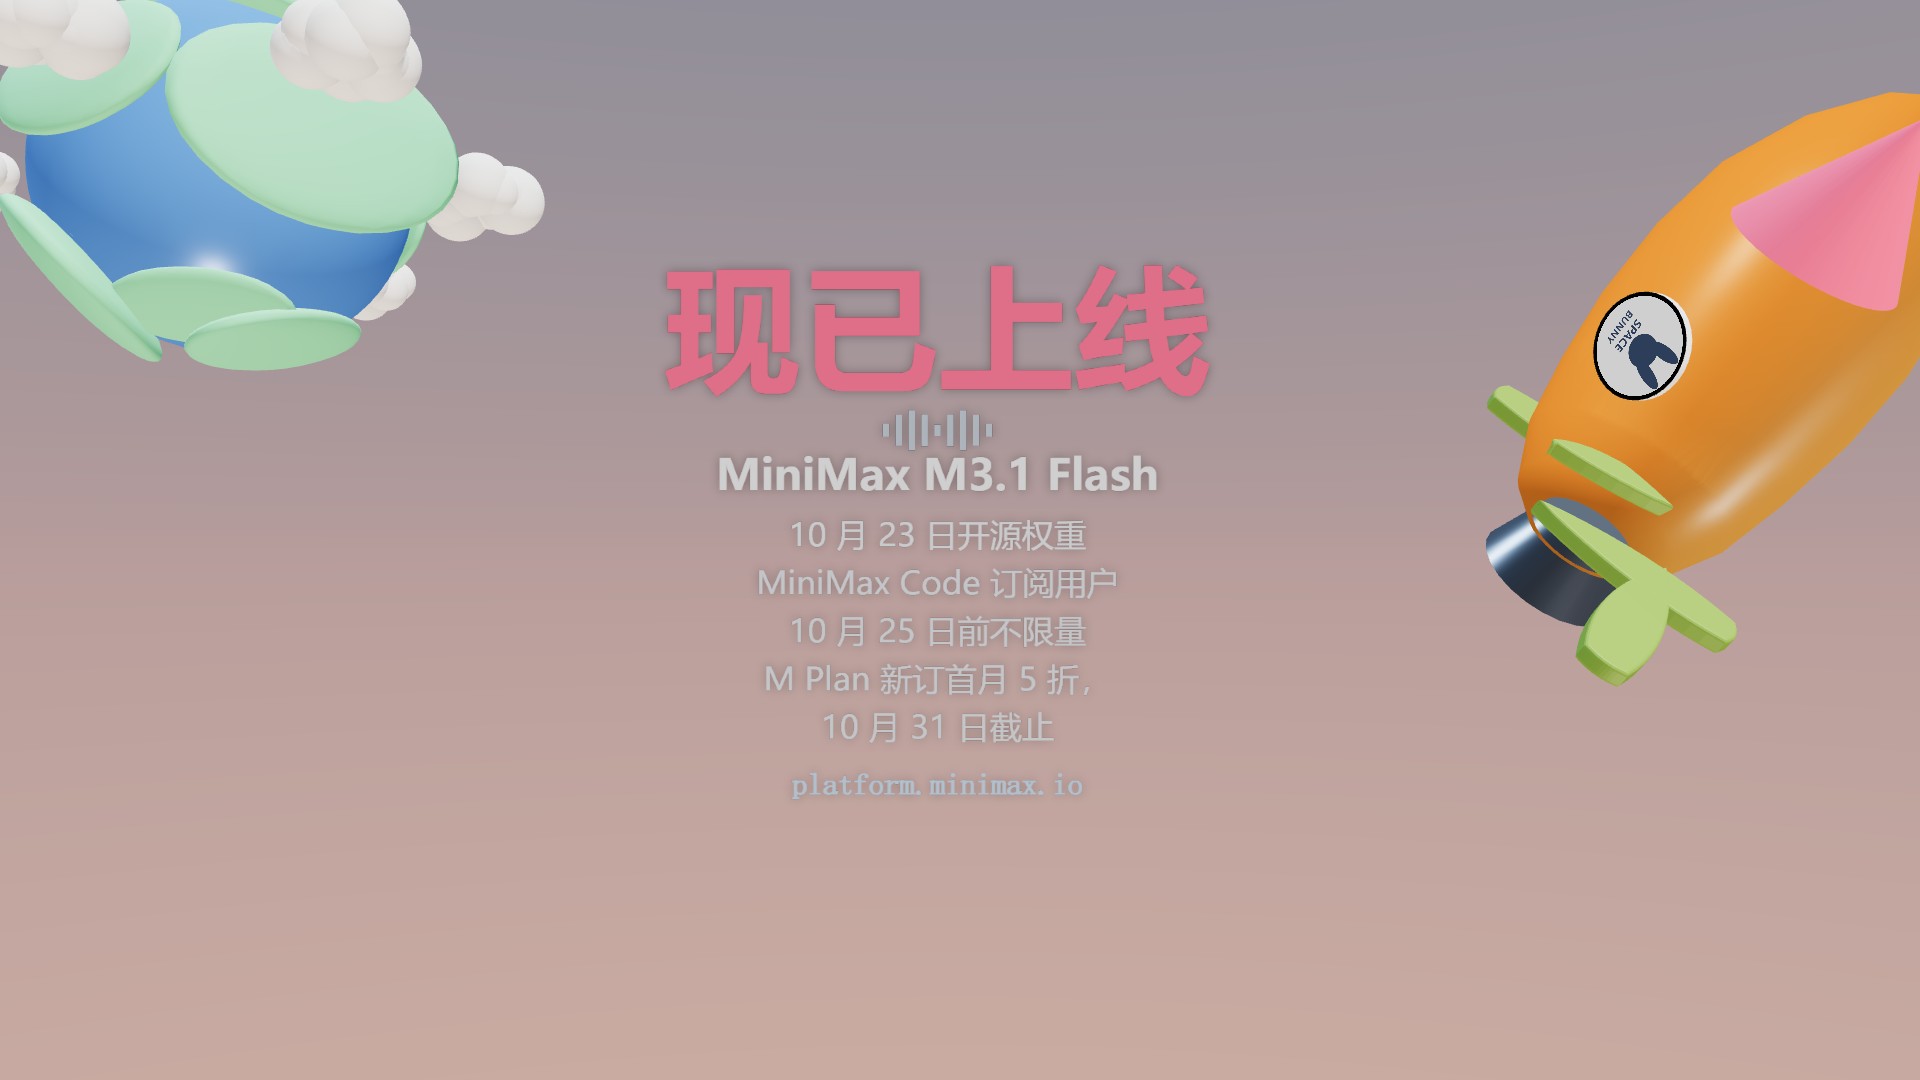 现已上线
MiniMax M3.1 Flash
10 月 23 日开源权重
MiniMax Code 订阅用户
10 月 25 日前不限量
M Plan 新订首月 5 折，
10 月 31 日截止
platform.minimax.io
SPACE
BUNNY